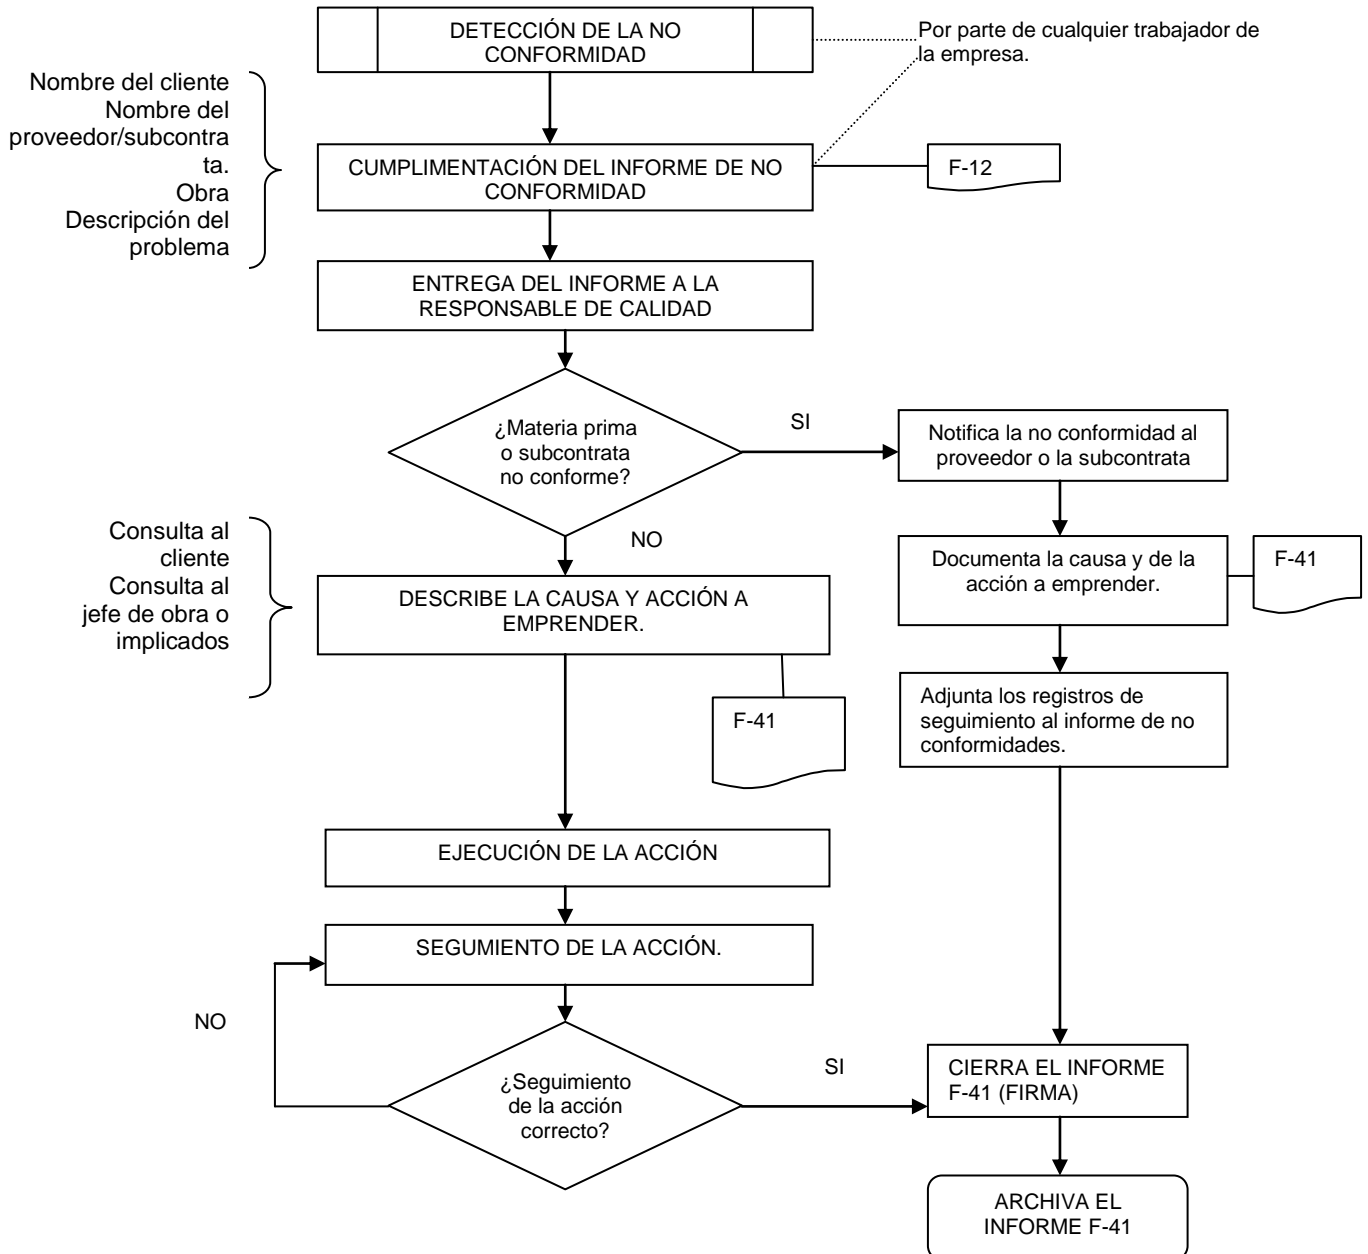 DETECCIÓN DE LA NO
CONFORMIDAD
Por parte de cualquier trabajador de
la empresa.
Nombre del cliente
Nombre del
proveedor/subcontra
ta.
Obra
Descripción del
problema
CUMPLIMENTACIÓN DEL INFORME DE NO
CONFORMIDAD
F-12
ENTREGA DEL INFORME A LA
RESPONSABLE DE CALIDAD
¿Materia prima
o subcontrata
no conforme?
SI
Notifica la no conformidad al
proveedor o la subcontrata
NO
Consulta al
cliente
Consulta al
jefe de obra o
implicados
DESCRIBE LA CAUSA Y ACCIÓN A
EMPRENDER.
F-41
Documenta la causa y de la
acción a emprender.
F-41
Adjunta los registros de
seguimiento al informe de no
conformidades.
EJECUCIÓN DE LA ACCIÓN
SEGUMIENTO DE LA ACCIÓN.
NO
¿Seguimiento
de la acción
correcto?
SI
CIERRA EL INFORME
F-41 (FIRMA)
ARCHIVA EL
INFORME F-41